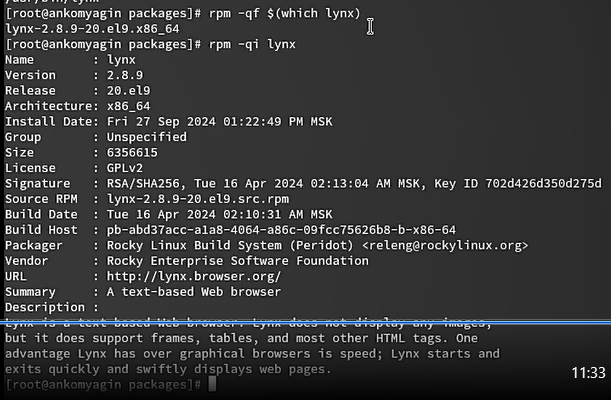 [root@ankomyagin packages]# rpm -qf $(which lynx)
lynx-2.8.9-20.el9.x86_64
[root@ankomyagin packages]# rpm -qi lynx
Name        : lynx
Version     : 2.8.9
Release     : 20.el9
Architecture: x86_64
Install Date: Fri 27 Sep 2024 01:22:49 PM MSK
Group       : Unspecified
Size        : 6356615
License     : GPLv2
Signature   : RSA/SHA256, Tue 16 Apr 2024 02:13:04 AM MSK, Key ID 702d426d350d275d
Source RPM  : lynx-2.8.9-20.el9.src.rpm
Build Date  : Tue 16 Apr 2024 02:10:31 AM MSK
Build Host  : pb-abd37acc-a1a8-4064-a86c-09fcc75626b8-b-x86-64
Packager    : Rocky Linux Build System (Peridot) <releng@rockylinux.org>
Vendor      : Rocky Enterprise Software Foundation
URL         : http://lynx.browser.org/
Summary     : A text-based Web browser
Description :
Lynx is a text-based Web browser. Lynx does not display any images,
but it does support frames, tables, and most other HTML tags. One
advantage Lynx has over graphical browsers is speed; Lynx starts and
exits quickly and swiftly displays web pages.
[root@ankomyagin packages]#
11:33